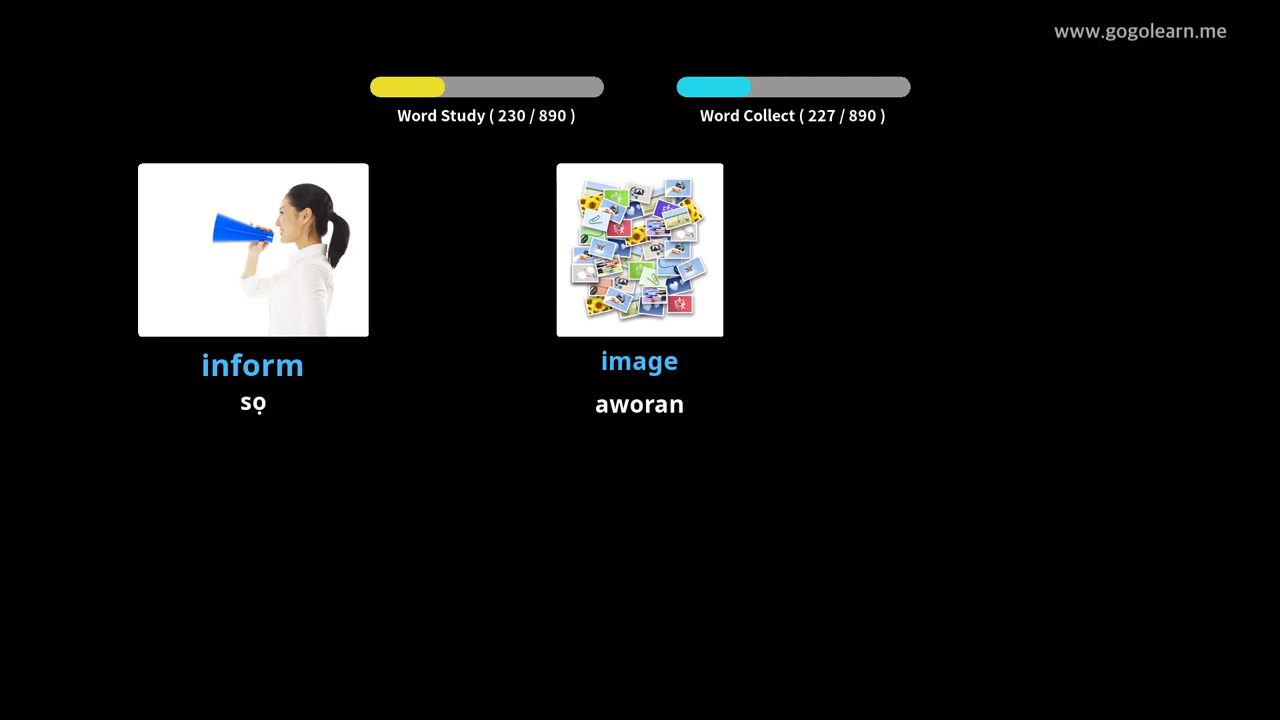 www.gogolearn.me
Word Study ( 230 / 890 )
Word Collect ( 227 / 890 )
inform
sọ
image
aworan